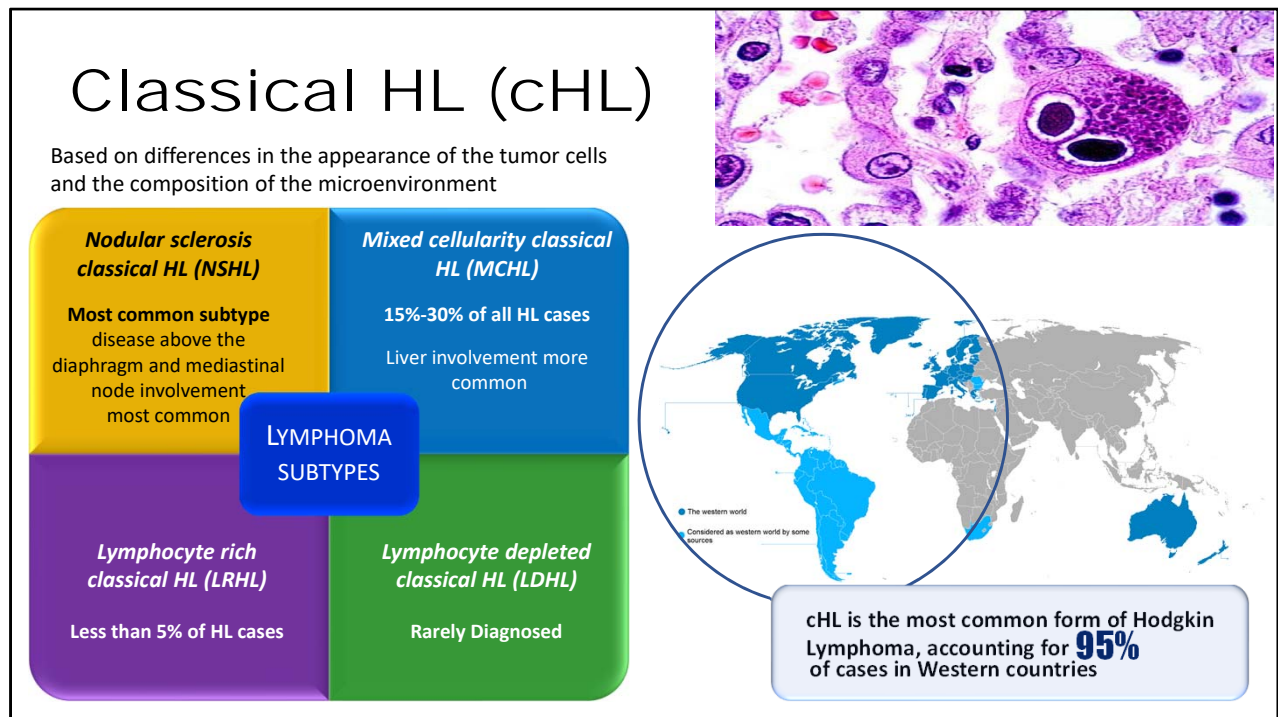 Classical HL (cHL)
Based on differences in the appearance of the tumor cells
and the composition of the microenvironment
Nodular sclerosis
classical HL (NSHL)
Most common subtype
disease above the
diaphragm and mediastinal
node involvement
most common
Mixed cellularity classical
HL (MCHL)
15%-30% of all HL cases
Liver involvement more
common
LYMPHOMA
SUBTYPES
Lymphocyte rich
classical HL (LRHL)
Less than 5% of HL cases
Lymphocyte depleted
classical HL (LDHL)
Rarely Diagnosed
The western world
Considered as western world by some
sources
cHL is the most common form of Hodgkin
Lymphoma, accounting for 95%
of cases in Western countries